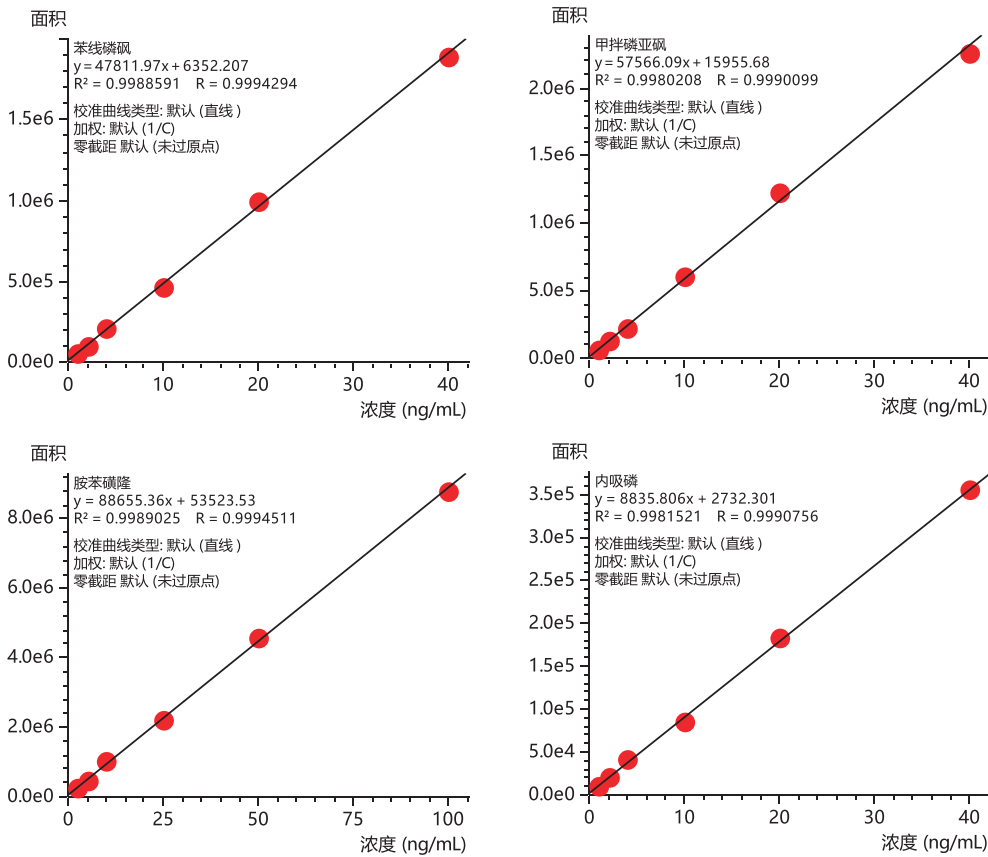 面积
苯线磷砜
y = 47811.97x + 6352.207
R² = 0.9988591 R = 0.9994294
校准曲线类型: 默认 (直线 )
加权: 默认 (1/C)
零截距 默认 (未过原点)
1.5e6
1.0e6
5.0e5
0.0e0
0 10 20 30 40
浓度 (ng/mL)
面积
甲拌磷亚砜
y = 57566.09x + 15955.68
R² = 0.9980208 R = 0.9990099
校准曲线类型: 默认 (直线 )
加权: 默认 (1/C)
零截距 默认 (未过原点)
2.0e6
1.5e6
1.0e6
5.0e5
0.0e0
0 10 20 30 40
浓度 (ng/mL)
面积
胺苯磺隆
y = 88655.36x + 53523.53
R² = 0.9989025 R = 0.9994511
校准曲线类型: 默认 (直线 )
加权: 默认 (1/C)
零截距 默认 (未过原点)
8.0e6
6.0e6
4.0e6
2.0e6
0.0e0
0 25 50 75 100
浓度 (ng/mL)
面积
内吸磷
y = 8835.806x + 2732.301
R² = 0.9981521 R = 0.9990756
校准曲线类型: 默认 (直线 )
加权: 默认 (1/C)
零截距 默认 (未过原点)
3.5e5
3.0e5
2.5e5
2.0e5
1.5e5
1.0e5
5.0e4
0.0e0
0 10 20 30 40
浓度 (ng/mL)